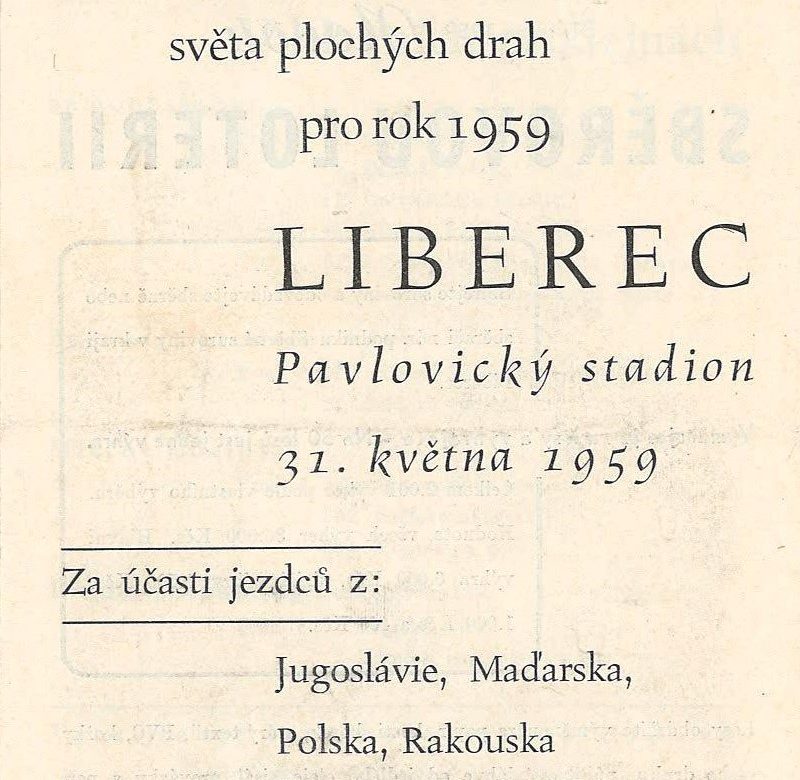 světa plochých drah
pro rok 1959
LIBEREC
Pavlovický stadion
31. května 1959
Za účasti jezdců z:
Jugoslávie, Maďarska,
Polska, Rakouska